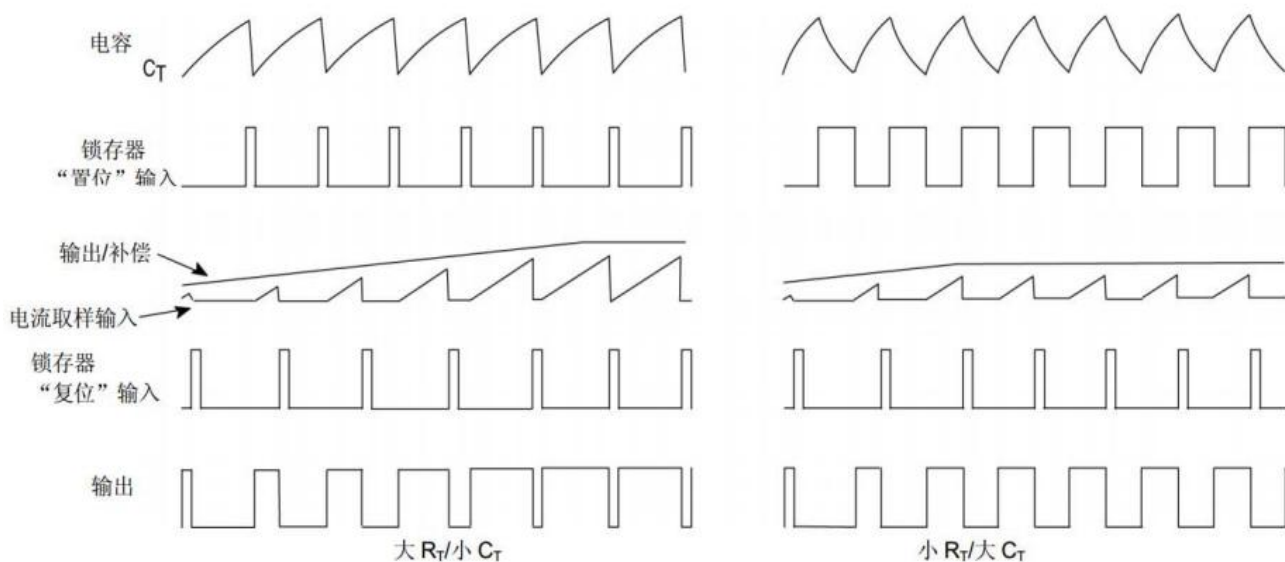 电容
CT
锁存器
“置位”输入
输出/补偿
电流取样输入
锁存器
“复位”输入
输出
大 RT/小 CT
小 RT/大 CT